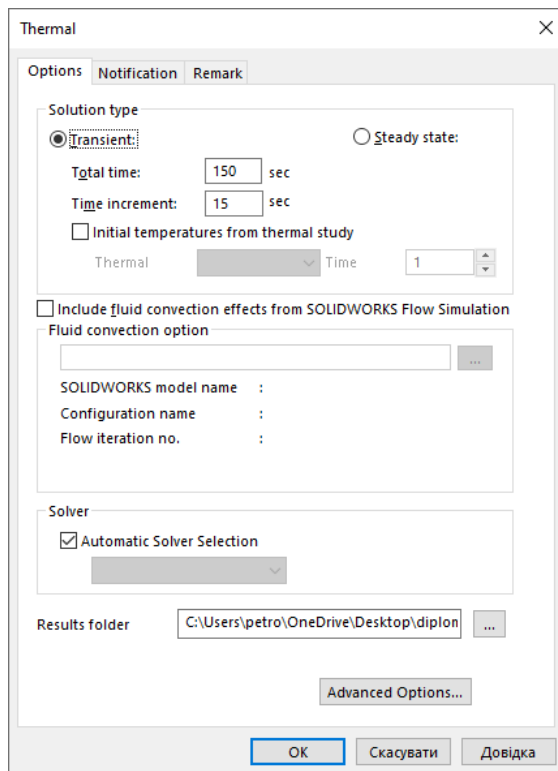 Thermal
Options Notification Remark
Solution type
Transient: Steady state:
Total time: 150 sec
Time increment: 15 sec
Initial temperatures from thermal study
Thermal Time 1
Include fluid convection effects from SOLIDWORKS Flow Simulation
Fluid convection option
...
SOLIDWORKS model name :
Configuration name :
Flow iteration no. :
Solver
Automatic Solver Selection
Results folder C:\Users\petro\OneDrive\Desktop\diplon ...
Advanced Options...
OK Скасувати Довідка